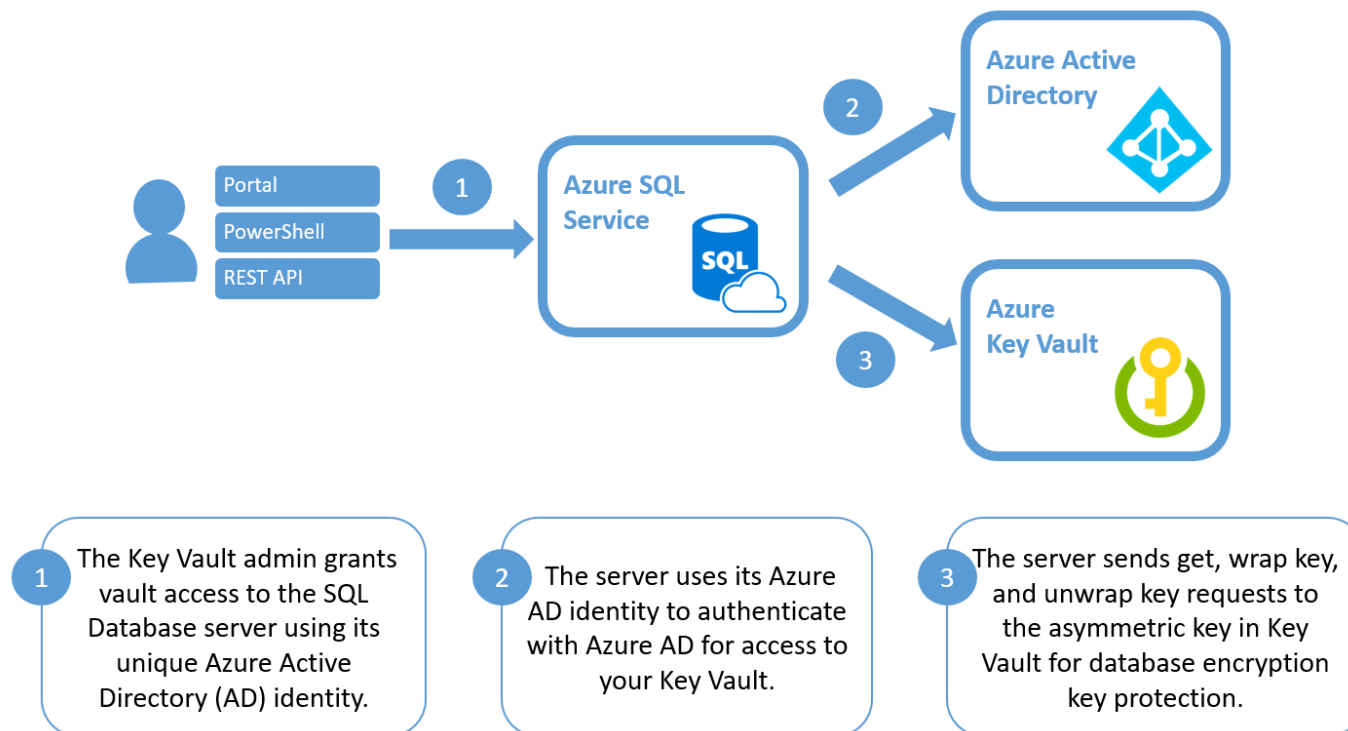 Azure Active
Directory
2
Portal
PowerShell
REST API
1
Azure SQL
Service
SQL
Azure
Key Vault
3
1
The Key Vault admin grants
vault access to the SQL
Database server using its
unique Azure Active
Directory (AD) identity.
2
The server uses its Azure
AD identity to authenticate
with Azure AD for access to
your Key Vault.
3
The server sends get, wrap key,
and unwrap key requests to
the asymmetric key in Key
Vault for database encryption
key protection.